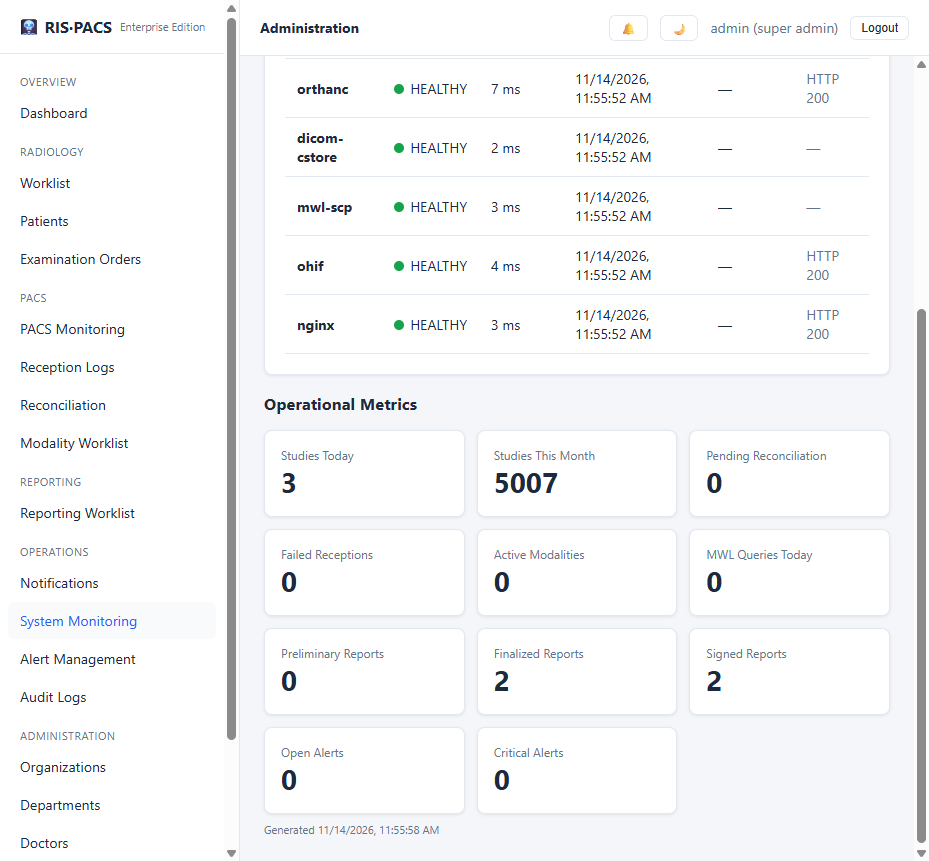 RIS·PACS Enterprise Edition
OVERVIEW
Dashboard
RADIOLOGY
Worklist
Patients
Examination Orders
PACS
PACS Monitoring
Reception Logs
Reconciliation
Modality Worklist
REPORTING
Reporting Worklist
OPERATIONS
Notifications
System Monitoring
Alert Management
Audit Logs
ADMINISTRATION
Organizations
Departments
Doctors
Administration
admin (super admin)
Logout
orthanc HEALTHY 7 ms 11/14/2026, 11:55:52 AM — HTTP 200
dicom-cstore HEALTHY 2 ms 11/14/2026, 11:55:52 AM — —
mwl-scp HEALTHY 3 ms 11/14/2026, 11:55:52 AM — —
ohif HEALTHY 4 ms 11/14/2026, 11:55:52 AM — HTTP 200
nginx HEALTHY 3 ms 11/14/2026, 11:55:52 AM — HTTP 200
Operational Metrics
Studies Today
3
Studies This Month
5007
Pending Reconciliation
0
Failed Receptions
0
Active Modalities
0
MWL Queries Today
0
Preliminary Reports
0
Finalized Reports
2
Signed Reports
2
Open Alerts
0
Critical Alerts
0
Generated 11/14/2026, 11:55:58 AM